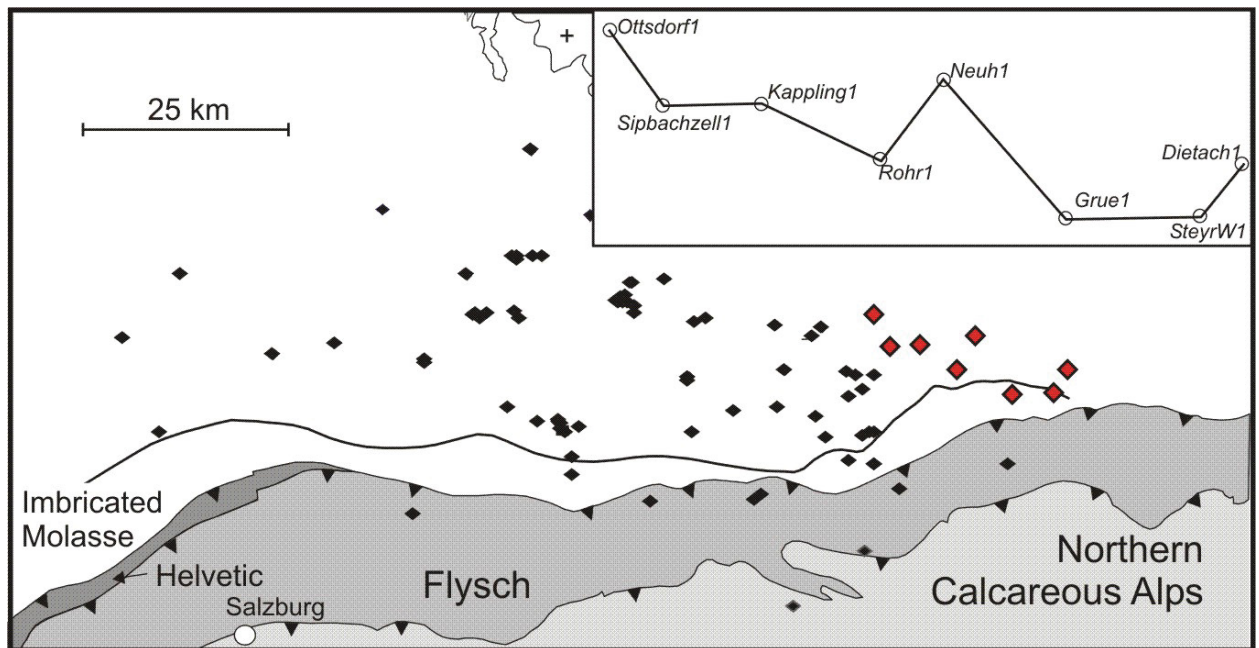 Ottsdorf1
Neuh1
Kappling1
25 km
Sipbachzell1
Dietach1
Rohr1
Grue1
SteyrW1
Imbricated
Molasse
Helvetic
Flysch
Salzburg
Northern
Calcareous Alps